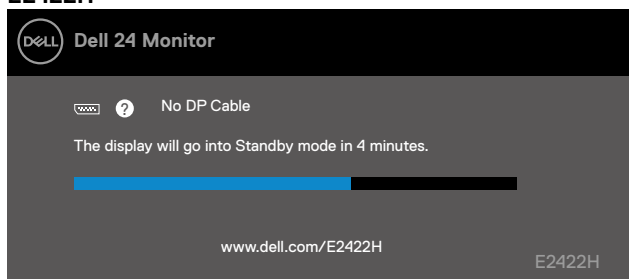 E2422H
DELL Dell 24 Monitor
? No DP Cable
The display will go into Standby mode in 4 minutes.
www.dell.com/E2422H
E2422H